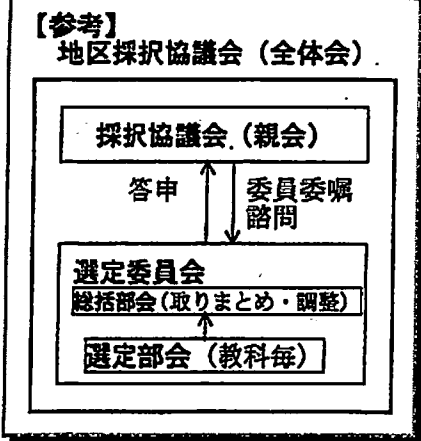 【参考】
地区採択協議会（全体会）
採択協議会（親会）
答申
委員委嘱
諮問
選定委員会
総括部会(取りまとめ・調整)
選定部会（教科毎）